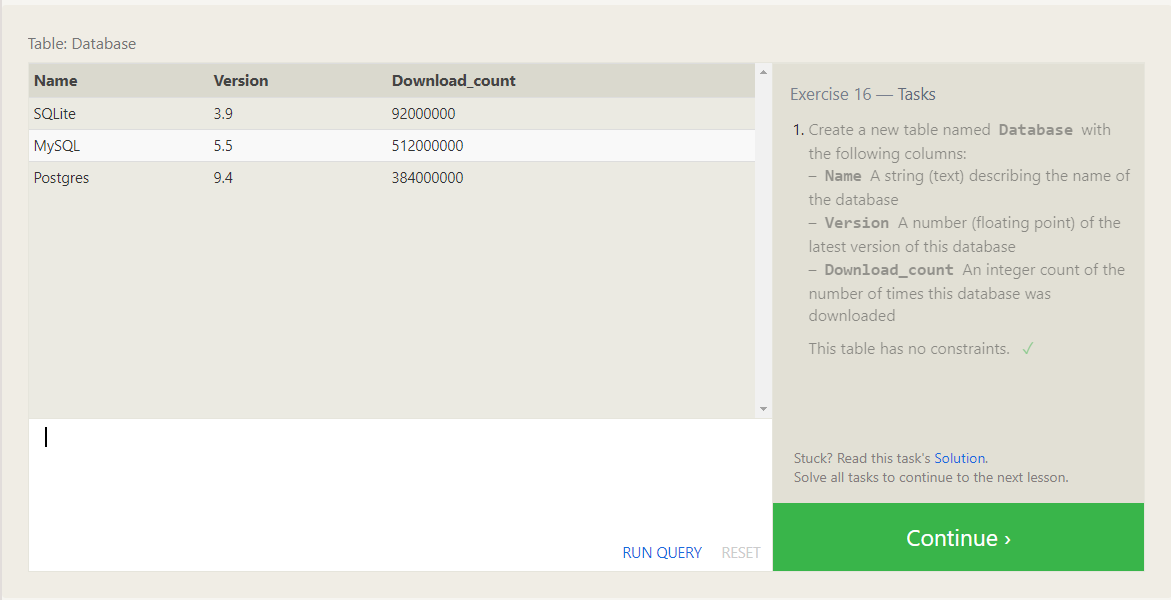 Table: Database
Name Version Download_count
SQLite 3.9 92000000
MySQL 5.5 512000000
Postgres 9.4 384000000
RUN QUERY RESET
Exercise 16 — Tasks
1. Create a new table named Database with
the following columns:
– Name A string (text) describing the name of
the database
– Version A number (floating point) of the
latest version of this database
– Download_count An integer count of the
number of times this database was
downloaded
This table has no constraints. ✓
Stuck? Read this task's Solution.
Solve all tasks to continue to the next lesson.
Continue ›